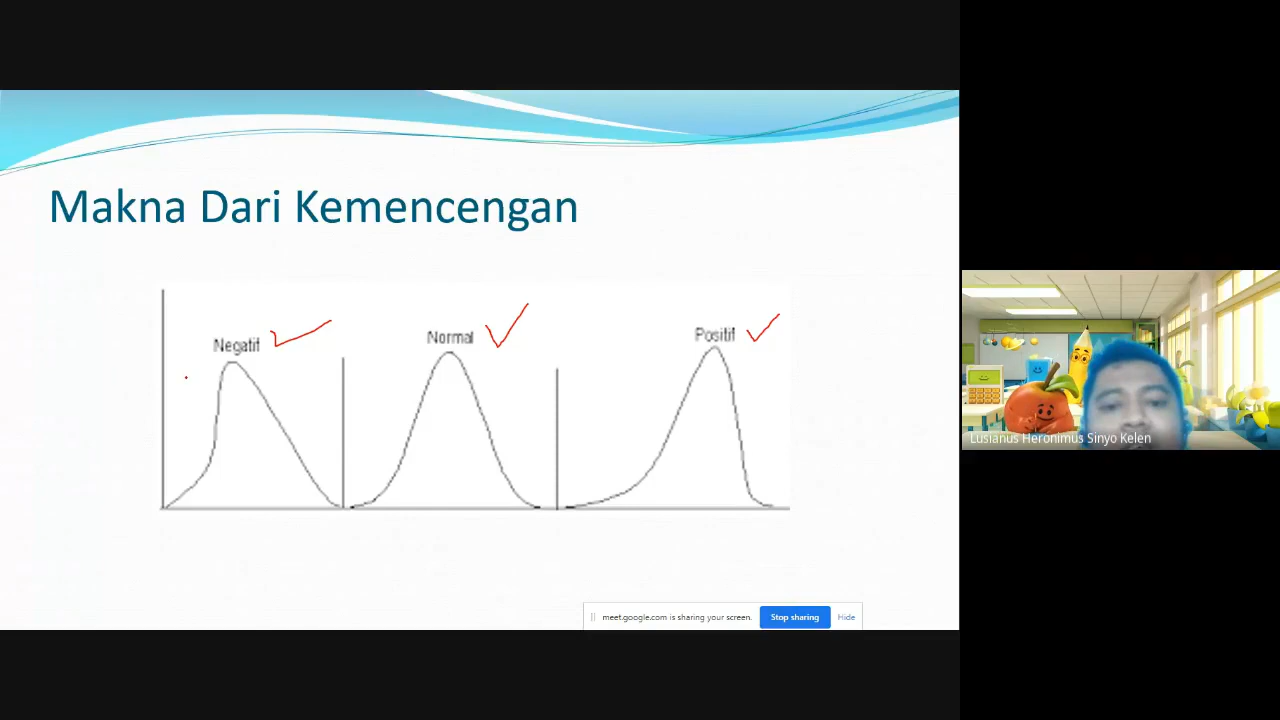 Makna Dari Kemencengan
Negatif
Normal
Positif
Lusianus Heronimus Sinyo Kelen
meet.google.com is sharing your screen.
Stop sharing
Hide